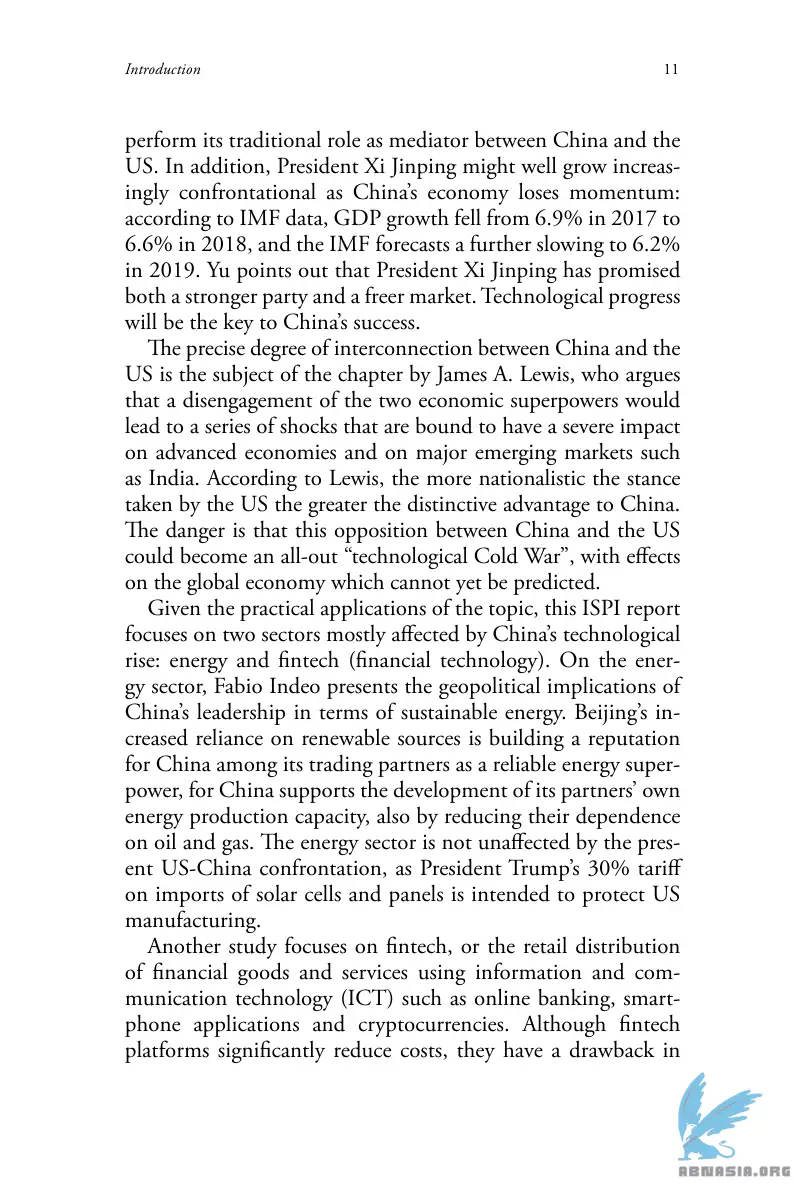 Introduction 11
perform its traditional role as mediator between China and the
US. In addition, President Xi Jinping might well grow increas-
ingly confrontational as China’s economy loses momentum:
according to IMF data, GDP growth fell from 6.9% in 2017 to
6.6% in 2018, and the IMF forecasts a further slowing to 6.2%
in 2019. Yu points out that President Xi Jinping has promised
both a stronger party and a freer market. Technological progress
will be the key to China’s success.
The precise degree of interconnection between China and the
US is the subject of the chapter by James A. Lewis, who argues
that a disengagement of the two economic superpowers would
lead to a series of shocks that are bound to have a severe impact
on advanced economies and on major emerging markets such
as India. According to Lewis, the more nationalistic the stance
taken by the US the greater the distinctive advantage to China.
The danger is that this opposition between China and the US
could become an all-out “technological Cold War”, with effects
on the global economy which cannot yet be predicted.
Given the practical applications of the topic, this ISPI report
focuses on two sectors mostly affected by China’s technological
rise: energy and fintech (financial technology). On the ener-
gy sector, Fabio Indeo presents the geopolitical implications of
China’s leadership in terms of sustainable energy. Beijing’s in-
creased reliance on renewable sources is building a reputation
for China among its trading partners as a reliable energy super-
power, for China supports the development of its partners’ own
energy production capacity, also by reducing their dependence
on oil and gas. The energy sector is not unaffected by the pres-
ent US-China confrontation, as President Trump’s 30% tariff
on imports of solar cells and panels is intended to protect US
manufacturing.
Another study focuses on fintech, or the retail distribution
of financial goods and services using information and com-
munication technology (ICT) such as online banking, smart-
phone applications and cryptocurrencies. Although fintech
platforms significantly reduce costs, they have a drawback in
ABNASIA.ORG